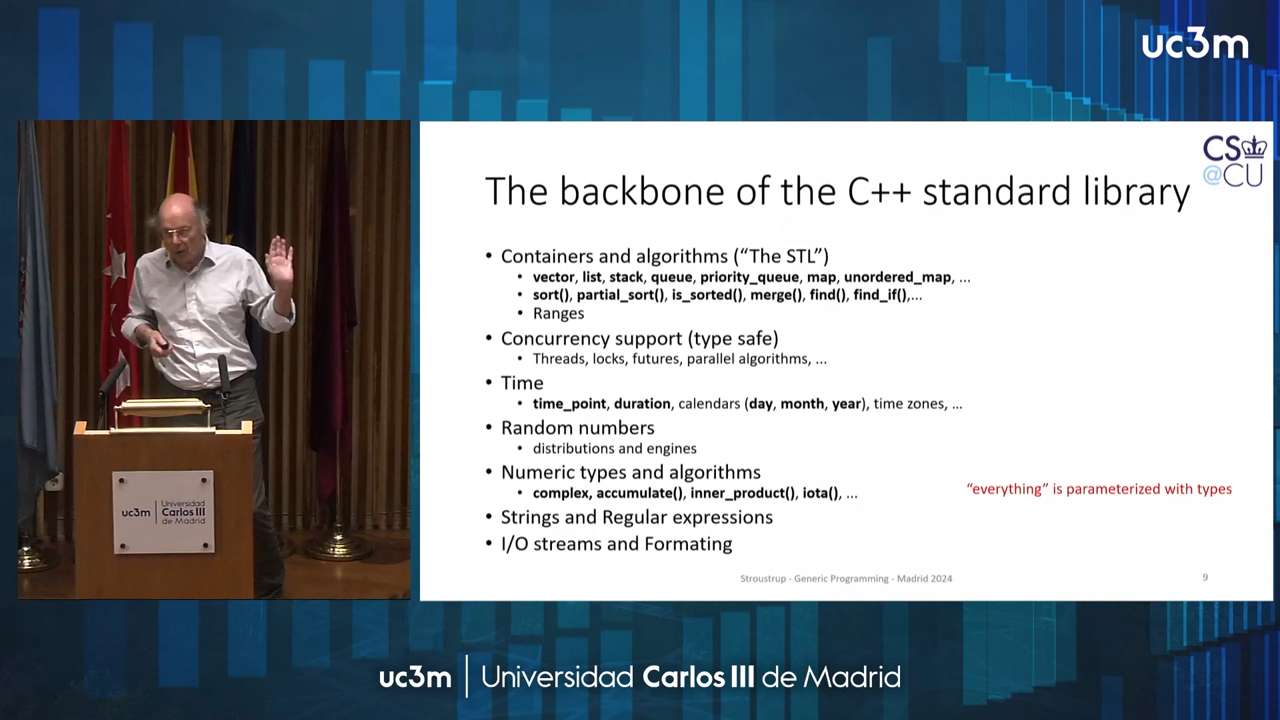 uc3m
CS
@CU
The backbone of the C++ standard library
• Containers and algorithms (“The STL”)
• vector, list, stack, queue, priority_queue, map, unordered_map, ...
• sort(), partial_sort(), is_sorted(), merge(), find(), find_if(),...
• Ranges
• Concurrency support (type safe)
• Threads, locks, futures, parallel algorithms, ...
• Time
• time_point, duration, calendars (day, month, year), time zones, ...
• Random numbers
• distributions and engines
• Numeric types and algorithms
• complex, accumulate(), inner_product(), iota(), ...
“everything” is parameterized with types
• Strings and Regular expressions
• I/O streams and Formating
Stroustrup - Generic Programming - Madrid 2024
9
uc3m
Universidad
Carlos III
de Madrid
uc3m | Universidad Carlos III de Madrid